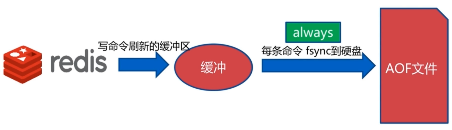 redis
写命令刷新的缓冲区
缓冲
always
每条命令 fsync到硬盘
AOF文件